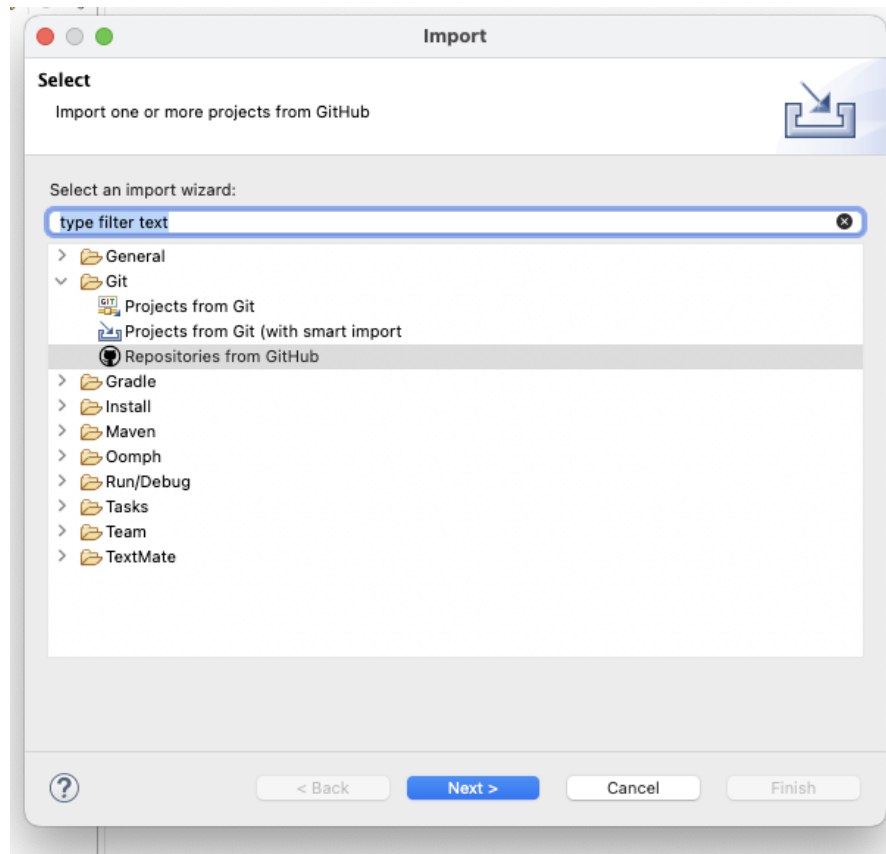 Import
Select
Import one or more projects from GitHub
Select an import wizard:
type filter text
General
Git
GIT
Projects from Git
Projects from Git (with smart import
Repositories from GitHub
Gradle
Install
Maven
Oomph
Run/Debug
Tasks
Team
TextMate
? < Back Next > Cancel Finish